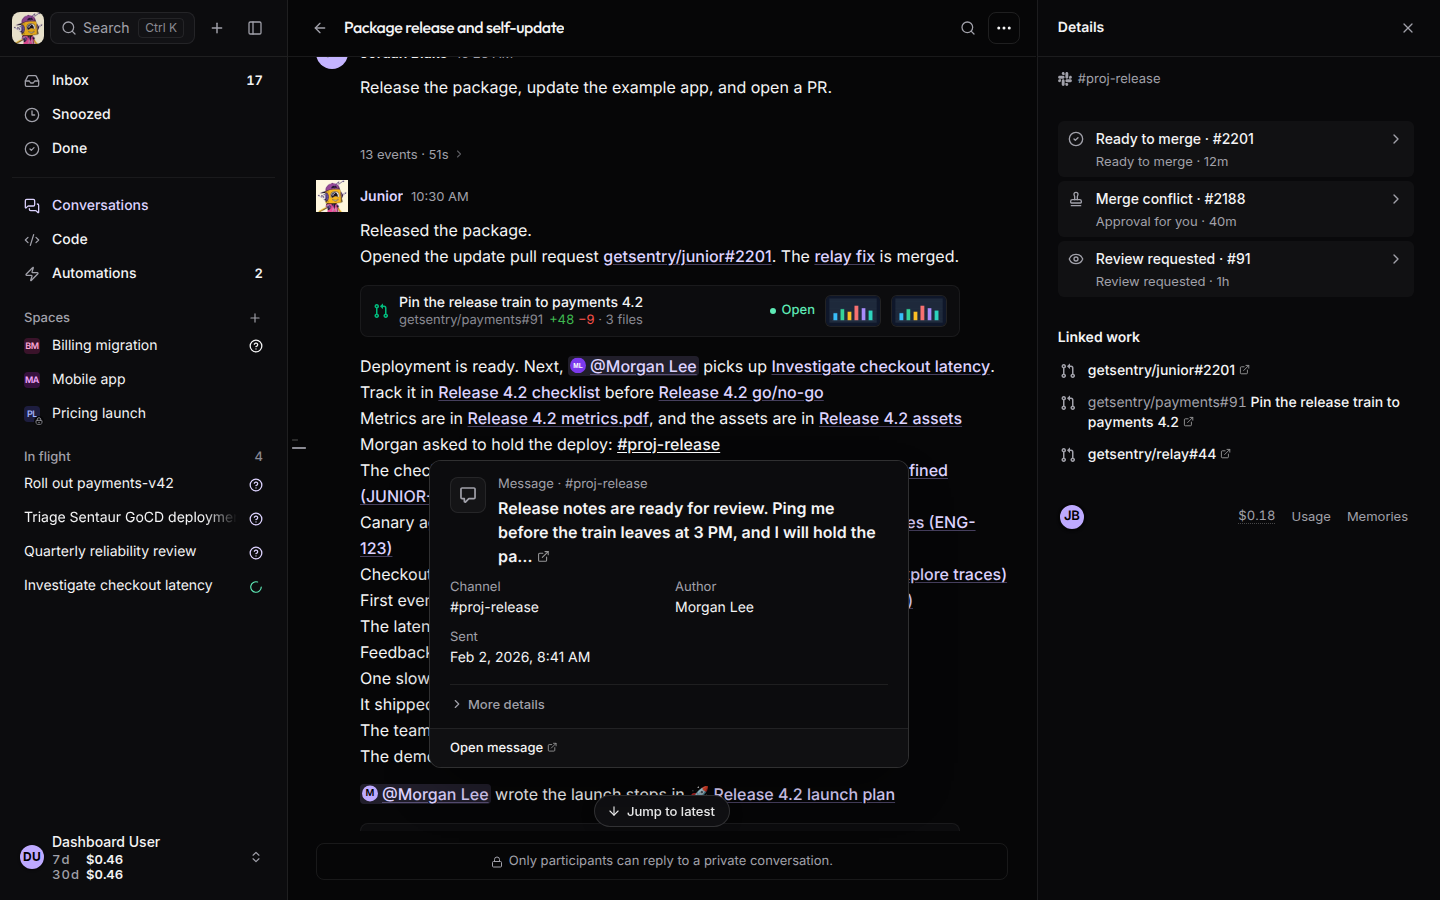 Search Ctrl K
Inbox 17
Snoozed
Done
Conversations
Code
Automations 2
Spaces
BM Billing migration
MA Mobile app
PL Pricing launch
In flight 4
Roll out payments-v42
Triage Sentaur GoCD deployme
Quarterly reliability review
Investigate checkout latency
DU Dashboard User
7d $0.46
30d $0.46
Package release and self-update
Release the package, update the example app, and open a PR.
13 events · 51s
Junior 10:30 AM
Released the package.
Opened the update pull request getsentry/junior#2201. The relay fix is merged.
Pin the release train to payments 4.2
getsentry/payments#91 +48 −9 · 3 files
Open
Deployment is ready. Next, ML @Morgan Lee picks up Investigate checkout latency.
Track it in Release 4.2 checklist before Release 4.2 go/no-go
Metrics are in Release 4.2 metrics.pdf, and the assets are in Release 4.2 assets
Morgan asked to hold the deploy: #proj-release
The chec fined
(JUNIOR-
Canary a es (ENG-
123)
Checkout plore traces)
First ever )
The laten
Feedback
One slow
It shipped
The team
The demo
Message · #proj-release
Release notes are ready for review. Ping me
before the train leaves at 3 PM, and I will hold the
pa...
Channel Author
#proj-release Morgan Lee
Sent
Feb 2, 2026, 8:41 AM
More details
Open message
M @Morgan Lee wrote the launch steps in 🚀 Release 4.2 launch plan
Jump to latest
Only participants can reply to a private conversation.
Details
#proj-release
Ready to merge · #2201
Ready to merge · 12m
Merge conflict · #2188
Approval for you · 40m
Review requested · #91
Review requested · 1h
Linked work
getsentry/junior#2201
getsentry/payments#91 Pin the release train to
payments 4.2
getsentry/relay#44
JB $0.18 Usage Memories